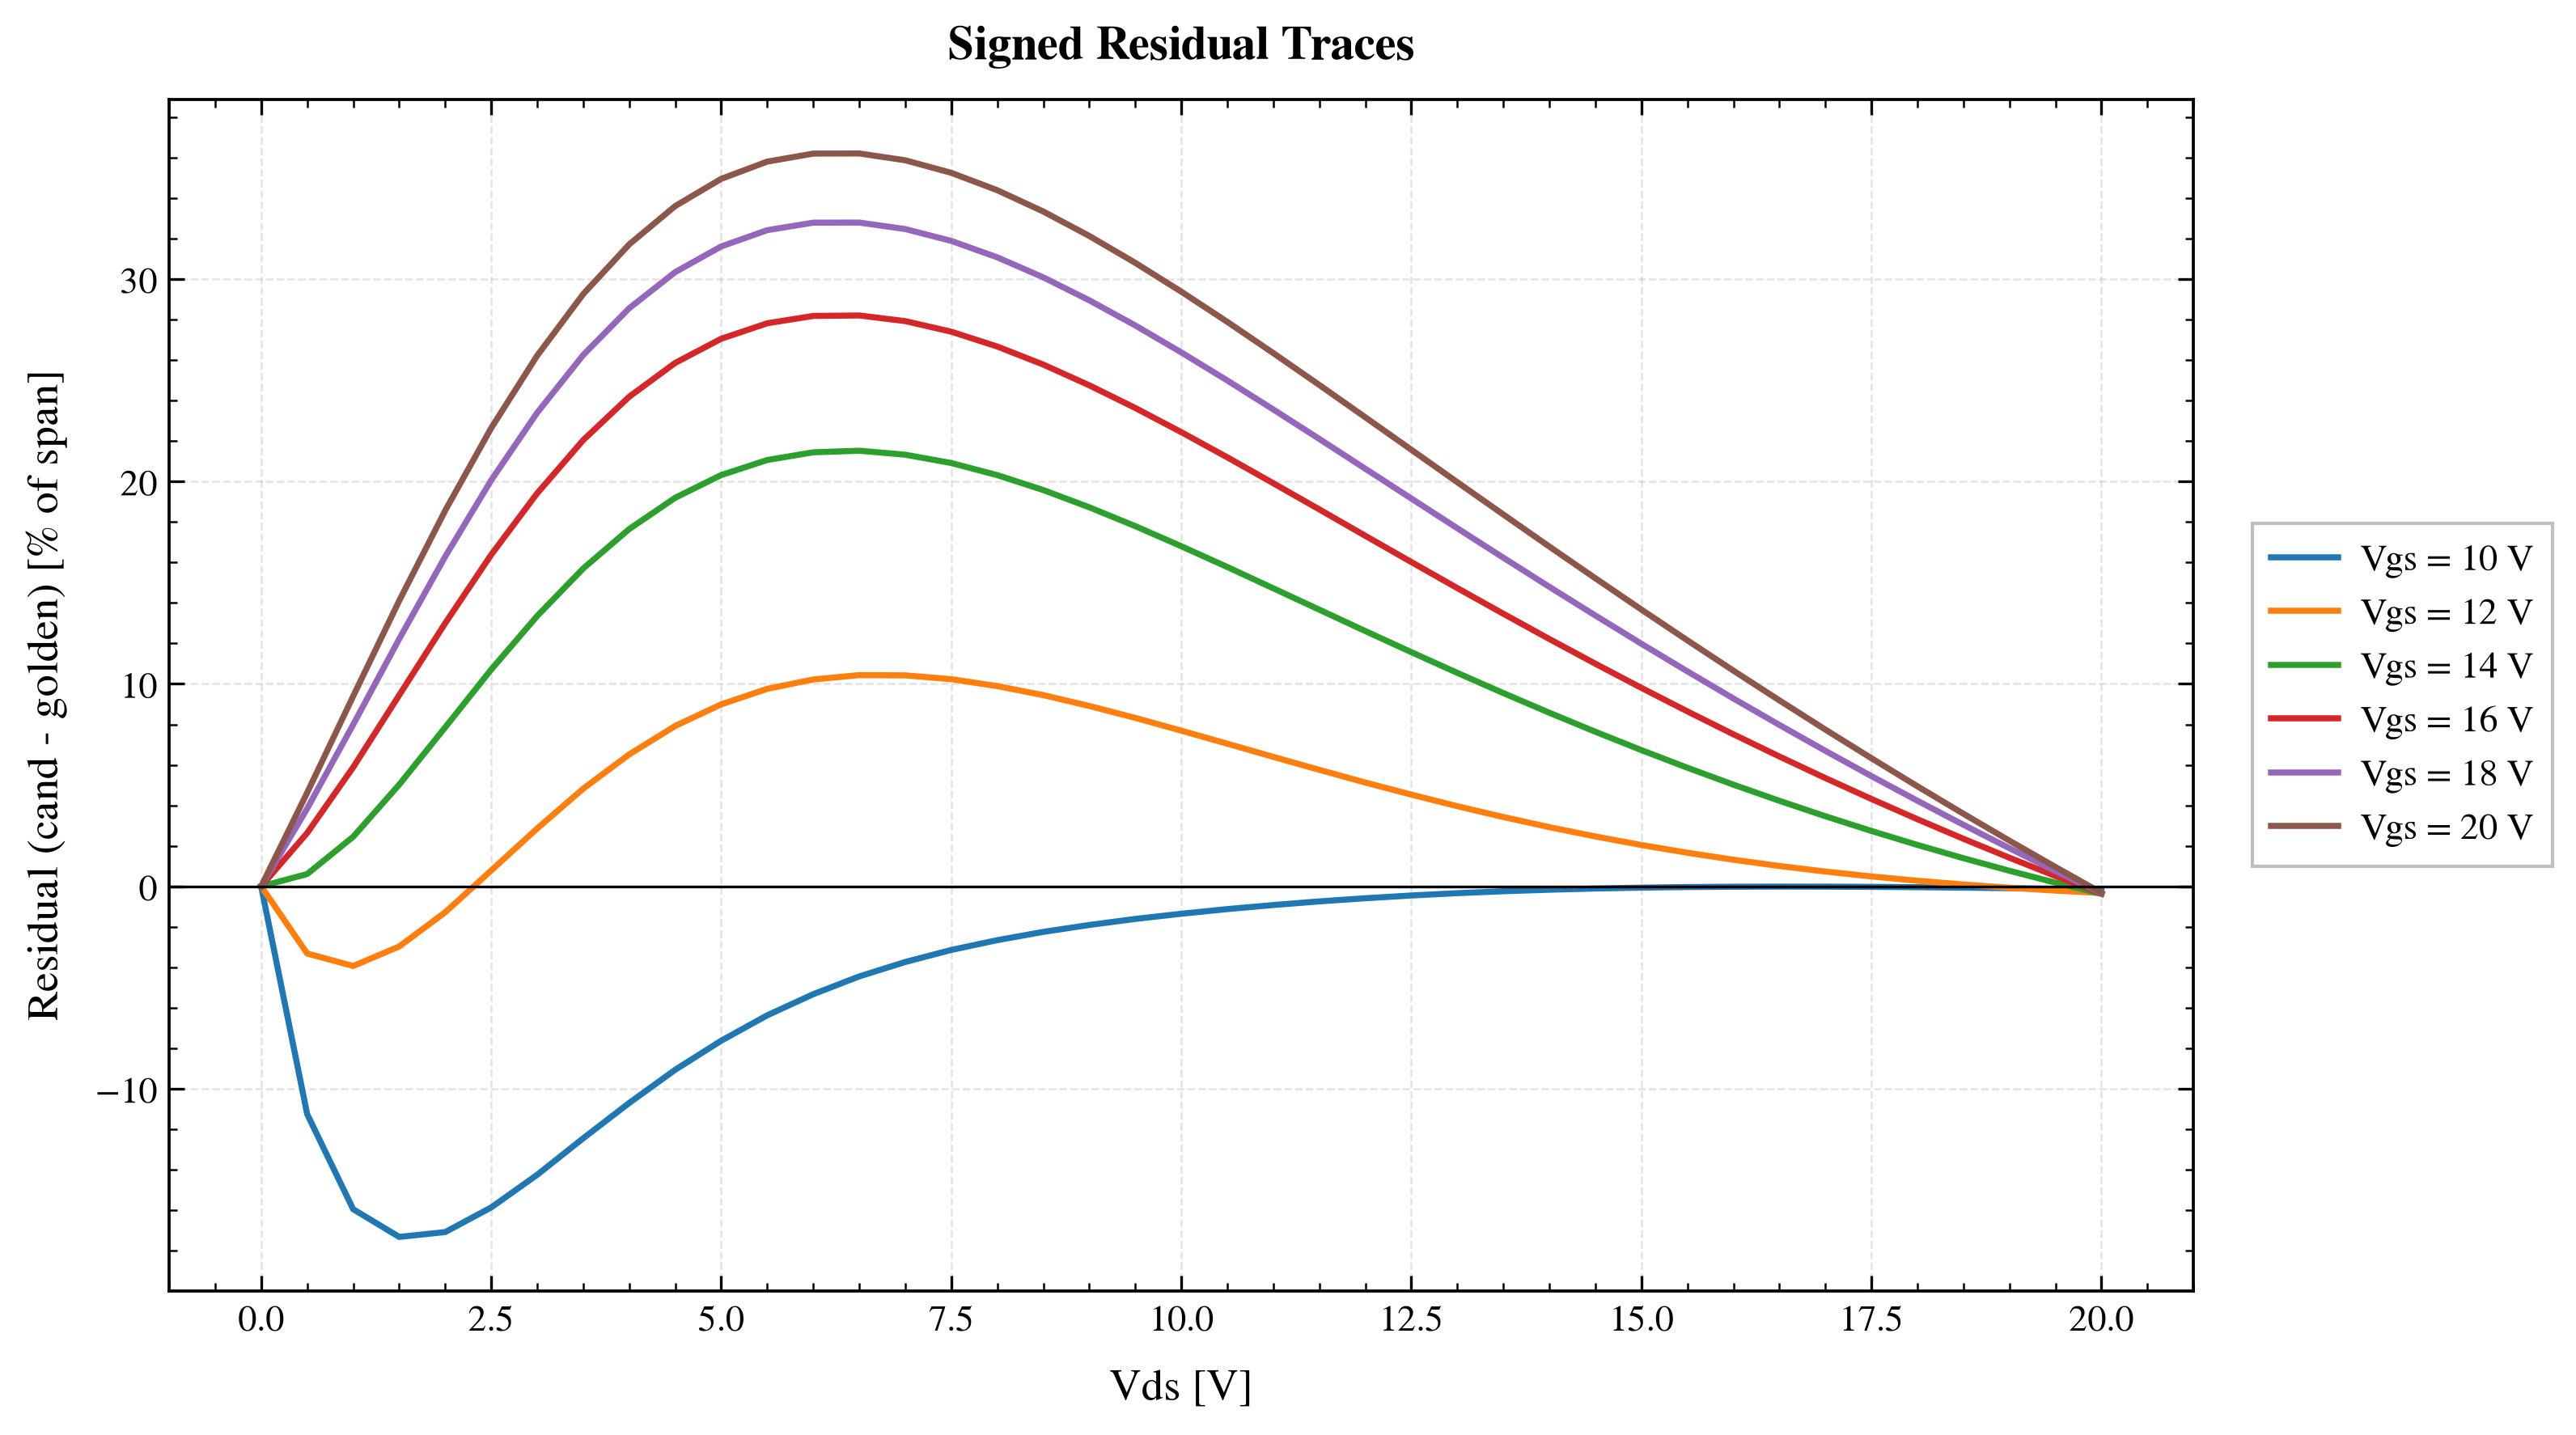 Signed Residual Traces
Residual (cand - golden) [% of span]
30
20
10
0
−10
0.0 2.5 5.0 7.5 10.0 12.5 15.0 17.5 20.0
Vds [V]
Vgs = 10 V
Vgs = 12 V
Vgs = 14 V
Vgs = 16 V
Vgs = 18 V
Vgs = 20 V